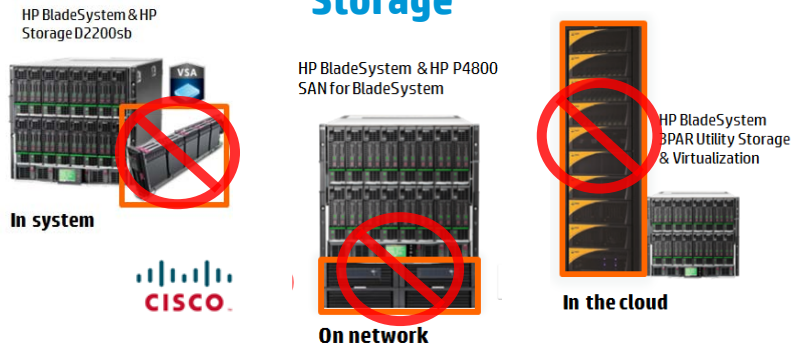 Storage
HP BladeSystem & HP
Storage D2200sb
VSA
In system
CISCO
HP BladeSystem & HP P4800
SAN for BladeSystem
On network
HP BladeSystem
3PAR Utility Storage
& Virtualization
In the cloud